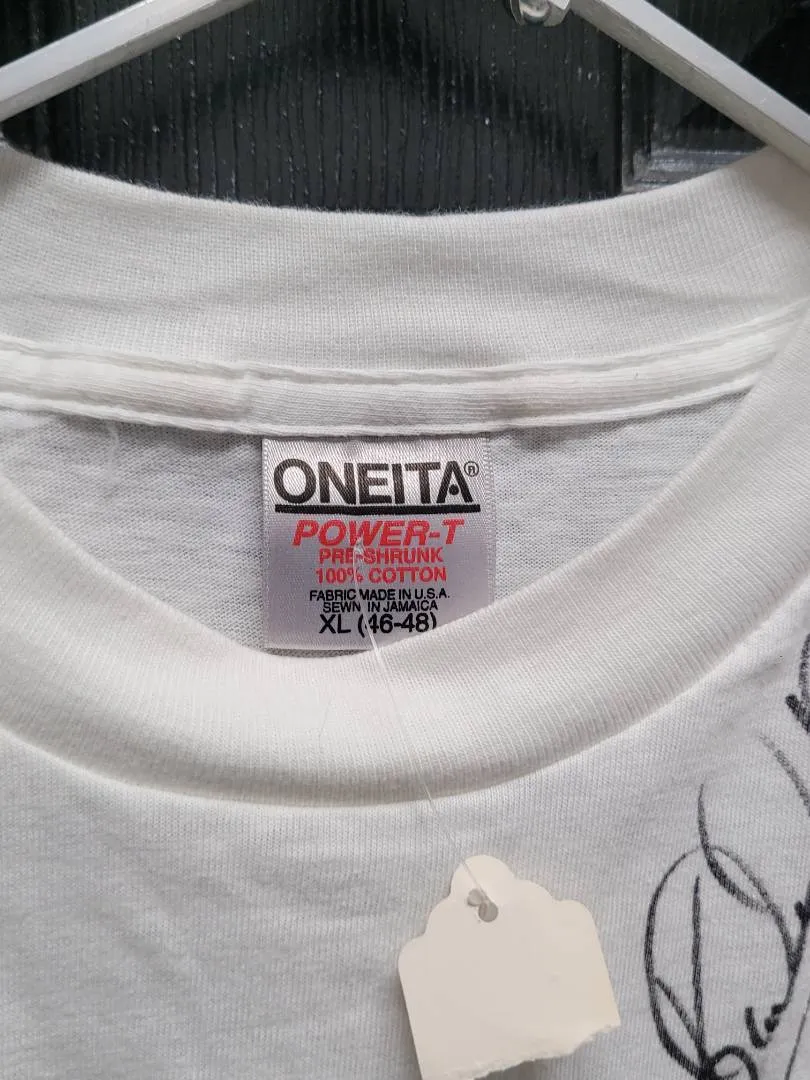 ONEITA®
POWER-T
PRE-SHRUNK
100% COTTON
FABRIC MADE IN U.S.A.
SEWN IN JAMAICA
XL (46-48)